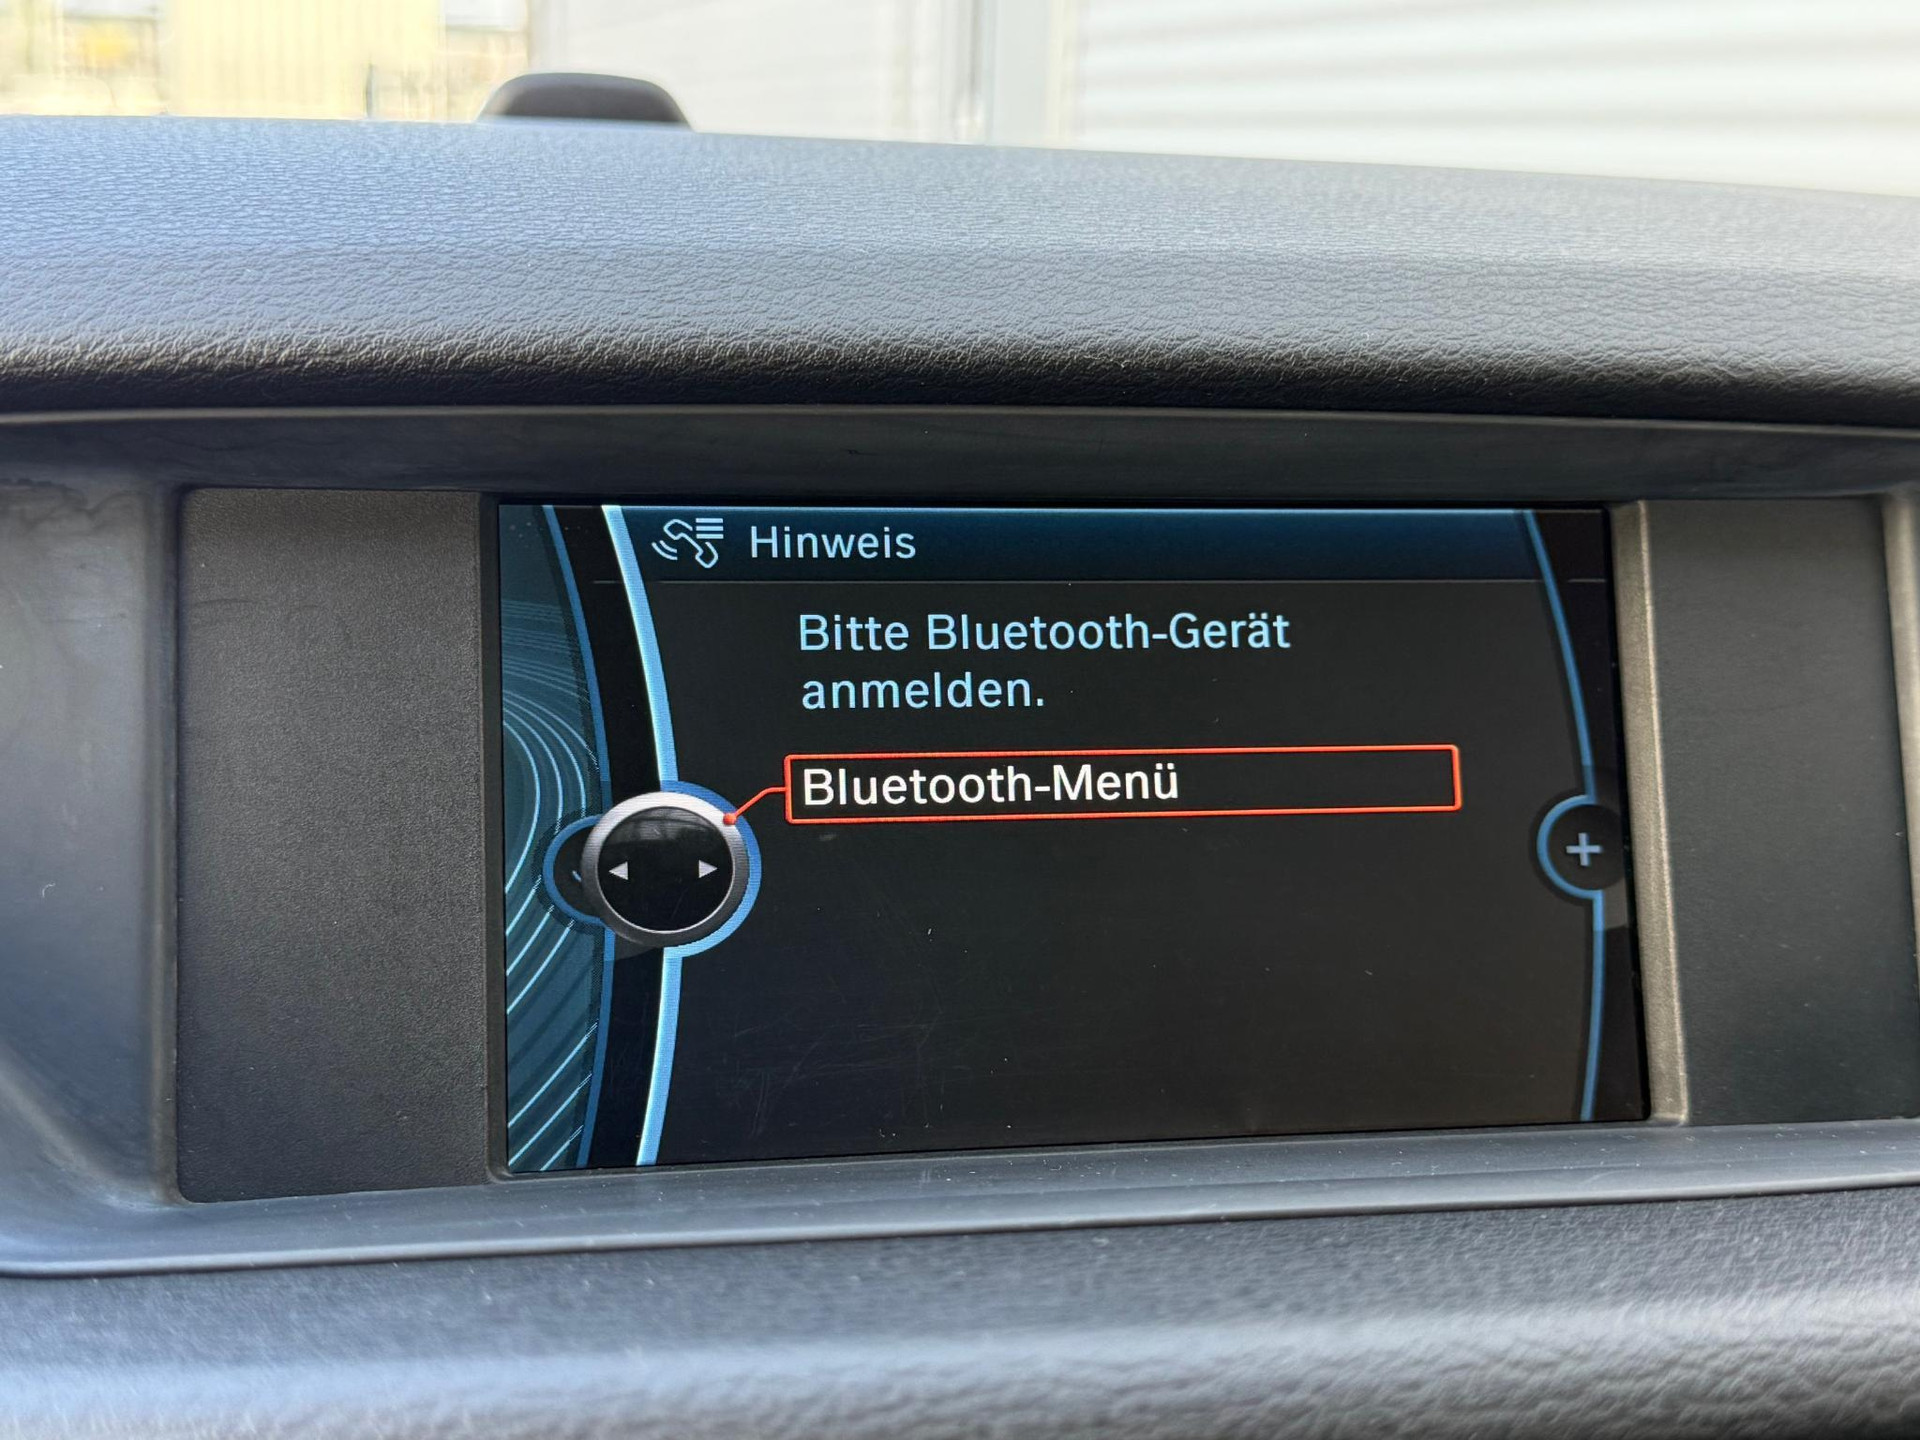 Hinweis
Bitte Bluetooth-Gerät
anmelden.
Bluetooth-Menü